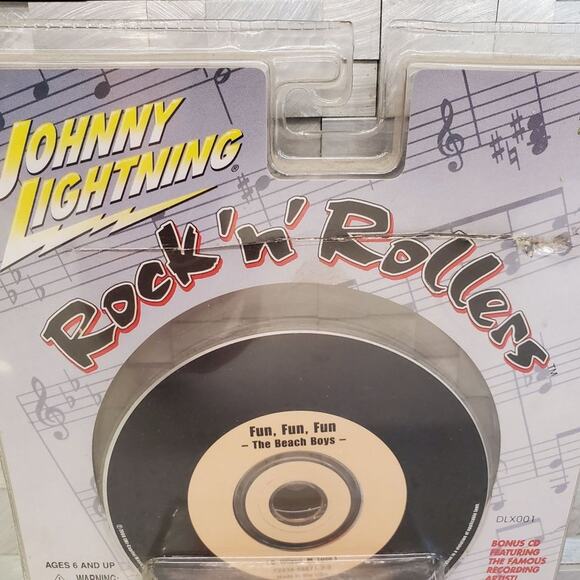 JOHNNY
LIGHTNING®
Rock 'n' Rollers™
Fun, Fun, Fun
– The Beach Boys –
DLX001
BONUS CD
FEATURING
THE FAMOUS
RECORDING
ARTIST!
AGES 6 AND UP
WARNING: